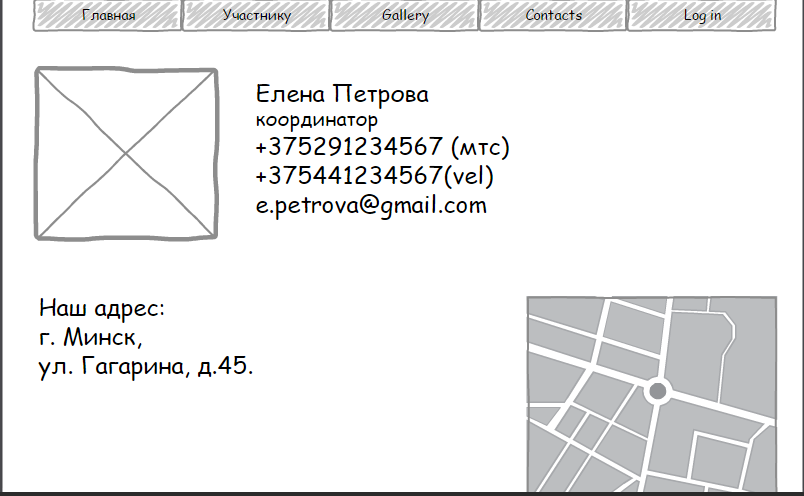 Главная
Участнику
Gallery
Contacts
Log in
Елена Петрова
координатор
+375291234567 (мтс)
+375441234567(vel)
e.petrova@gmail.com
Наш адрес:
г. Минск,
ул. Гагарина, д.45.